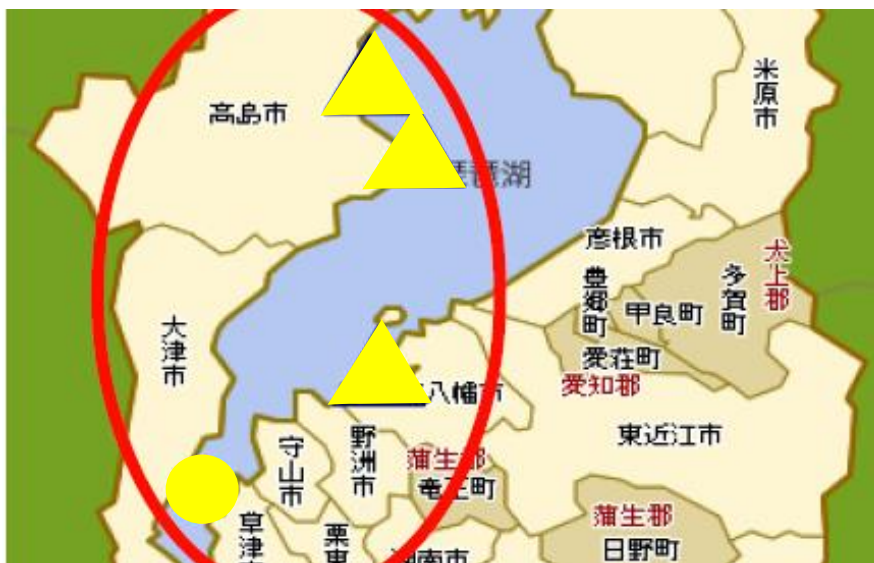 米原市
高島市
琵琶湖
彦根市
犬上郡
多賀町
豊郷町
甲良町
大津市
愛荘町
愛知郡
八幡市
東近江市
守山市
野洲市
蒲生郡
竜王町
蒲生郡
草津
栗東
湖南市
日野町